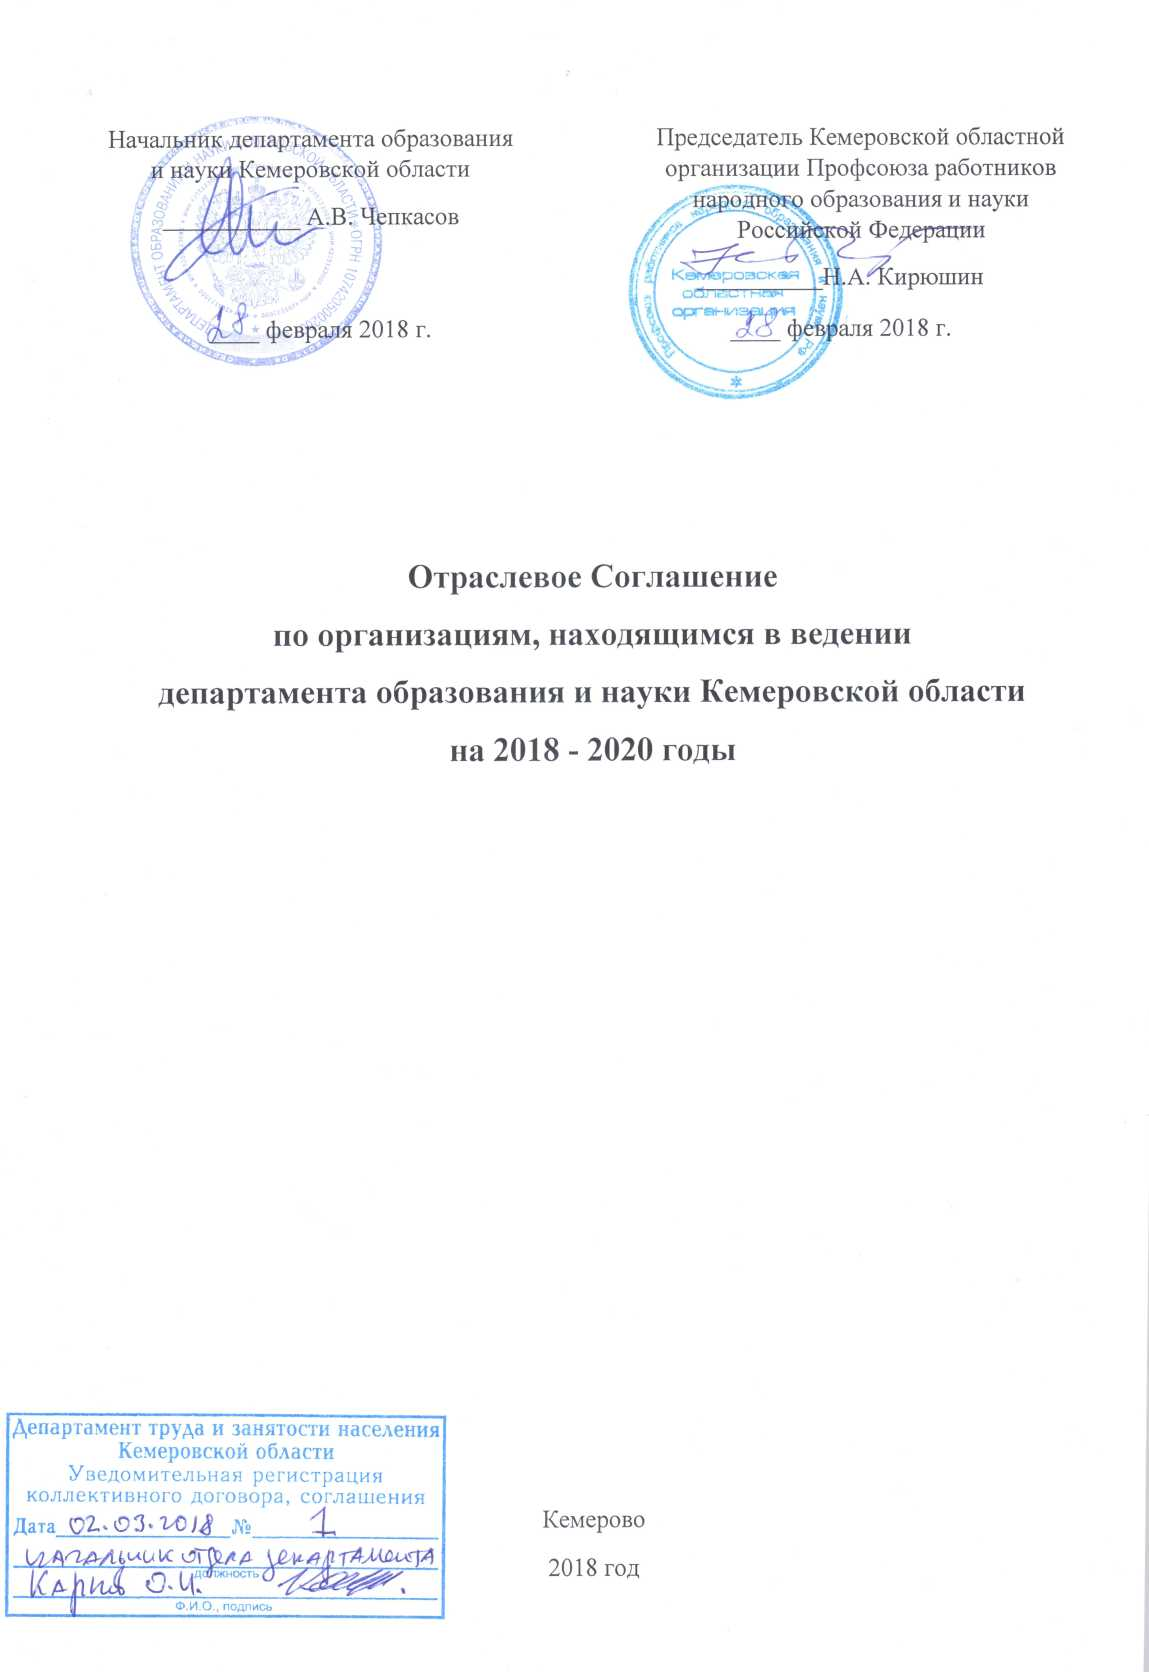 Начальник департамента образования
и науки Кемеровской области
А.В. Чепкасов
28 февраля 2018 г.
Председатель Кемеровской областной
организации Профсоюза работников
народного образования и науки
Российской Федерации
Н.А. Кирюшин
28 февраля 2018 г.
Кемеровская
областная
организация
Отраслевое Соглашение
по организациям, находящимся в ведении
департамента образования и науки Кемеровской области
на 2018 - 2020 годы
Департамент труда и занятости населения
Кемеровской области
Уведомительная регистрация
коллективного договора, соглашения
Дата 02.03.2018 № 1
начальник отдела департамента
должность
О.И.
Ф.И.О., подпись
Кемерово
2018 год